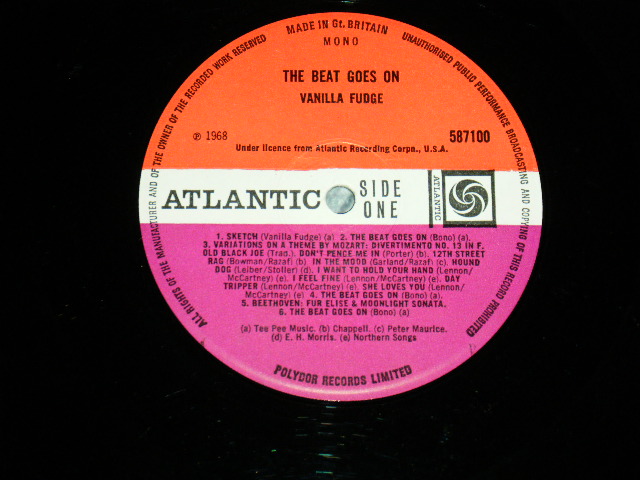 MADE IN Gt. BRITAIN
MONO
ALL RIGHTS OF THE MANUFACTURER AND OF THE OWNER OF THE RECORDED WORK RESERVED
UNAUTHORISED PUBLIC PERFORMANCE BROADCASTING AND COPYING OF THIS RECORD PROHIBITED
THE BEAT GOES ON
VANILLA FUDGE
℗ 1968
587100
Under licence from Atlantic Recording Corpn., U.S.A.
ATLANTIC
SIDE
ONE
ATLANTIC
1. SKETCH (Vanilla Fudge) (a) 2. THE BEAT GOES ON (Bono) (a).
3. VARIATIONS ON A THEME BY MOZART: DIVERTIMENTO NO. 13 IN F.
OLD BLACK JOE (Trad.) DON'T PENCE ME IN (Porter) (b). 12TH STREET
RAG (Bowman/Razaf) (b) IN THE MOOD (Garland/Razaf) (c). HOUND
DOG (Leiber/Stoller) (d). I WANT TO HOLD YOUR HAND (Lennon/
McCartney) (e). I FEEL FINE (Lennon/McCartney) (e). DAY
TRIPPER (Lennon/McCartney) (e). SHE LOVES YOU (Lennon/
McCartney) (e) 4. THE BEAT GOES ON (Bono) (a).
5. BEETHOVEN: FUR ELISE & MOONLIGHT SONATA.
6. THE BEAT GOES ON (Bono) (a)
(a) Tee Pee Music. (b) Chappell. (c) Peter Maurice.
(d) E. H. Morris. (e) Northern Songs
POLYDOR RECORDS LIMITED